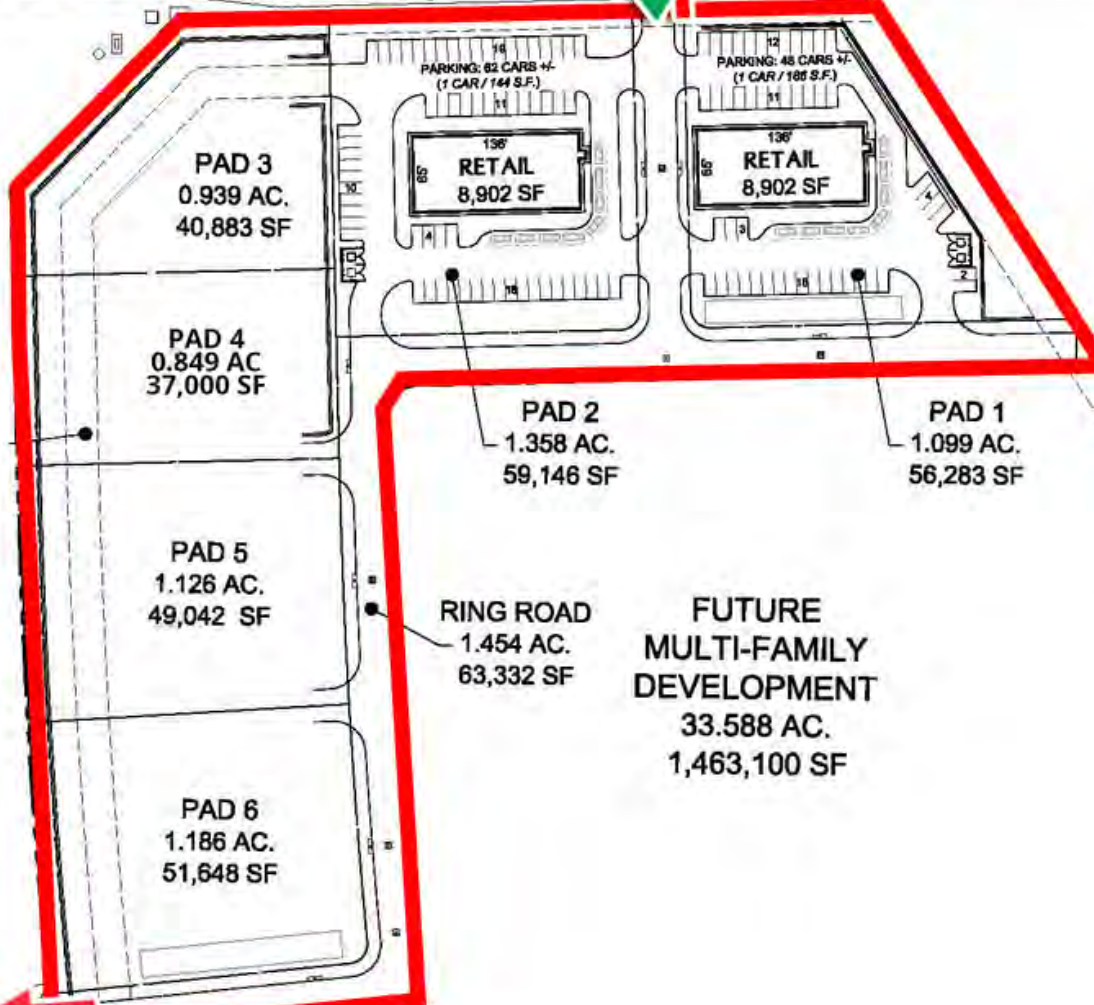 19
PARKING: 62 CARS +/-
(1 CAR / 144 S.F.)
11
136'
65'
RETAIL
8,902 SF
10
4
18
12
PARKING: 48 CARS +/-
(1 CAR / 186 S.F.)
11
136'
65'
RETAIL
8,902 SF
4
3
2
16
PAD 3
0.939 AC.
40,883 SF
PAD 4
0.849 AC
37,000 SF
PAD 2
1.358 AC.
59,146 SF
PAD 1
1.099 AC.
56,283 SF
PAD 5
1.126 AC.
49,042 SF
RING ROAD
1.454 AC.
63,332 SF
FUTURE
MULTI-FAMILY
DEVELOPMENT
33.588 AC.
1,463,100 SF
PAD 6
1.186 AC.
51,648 SF